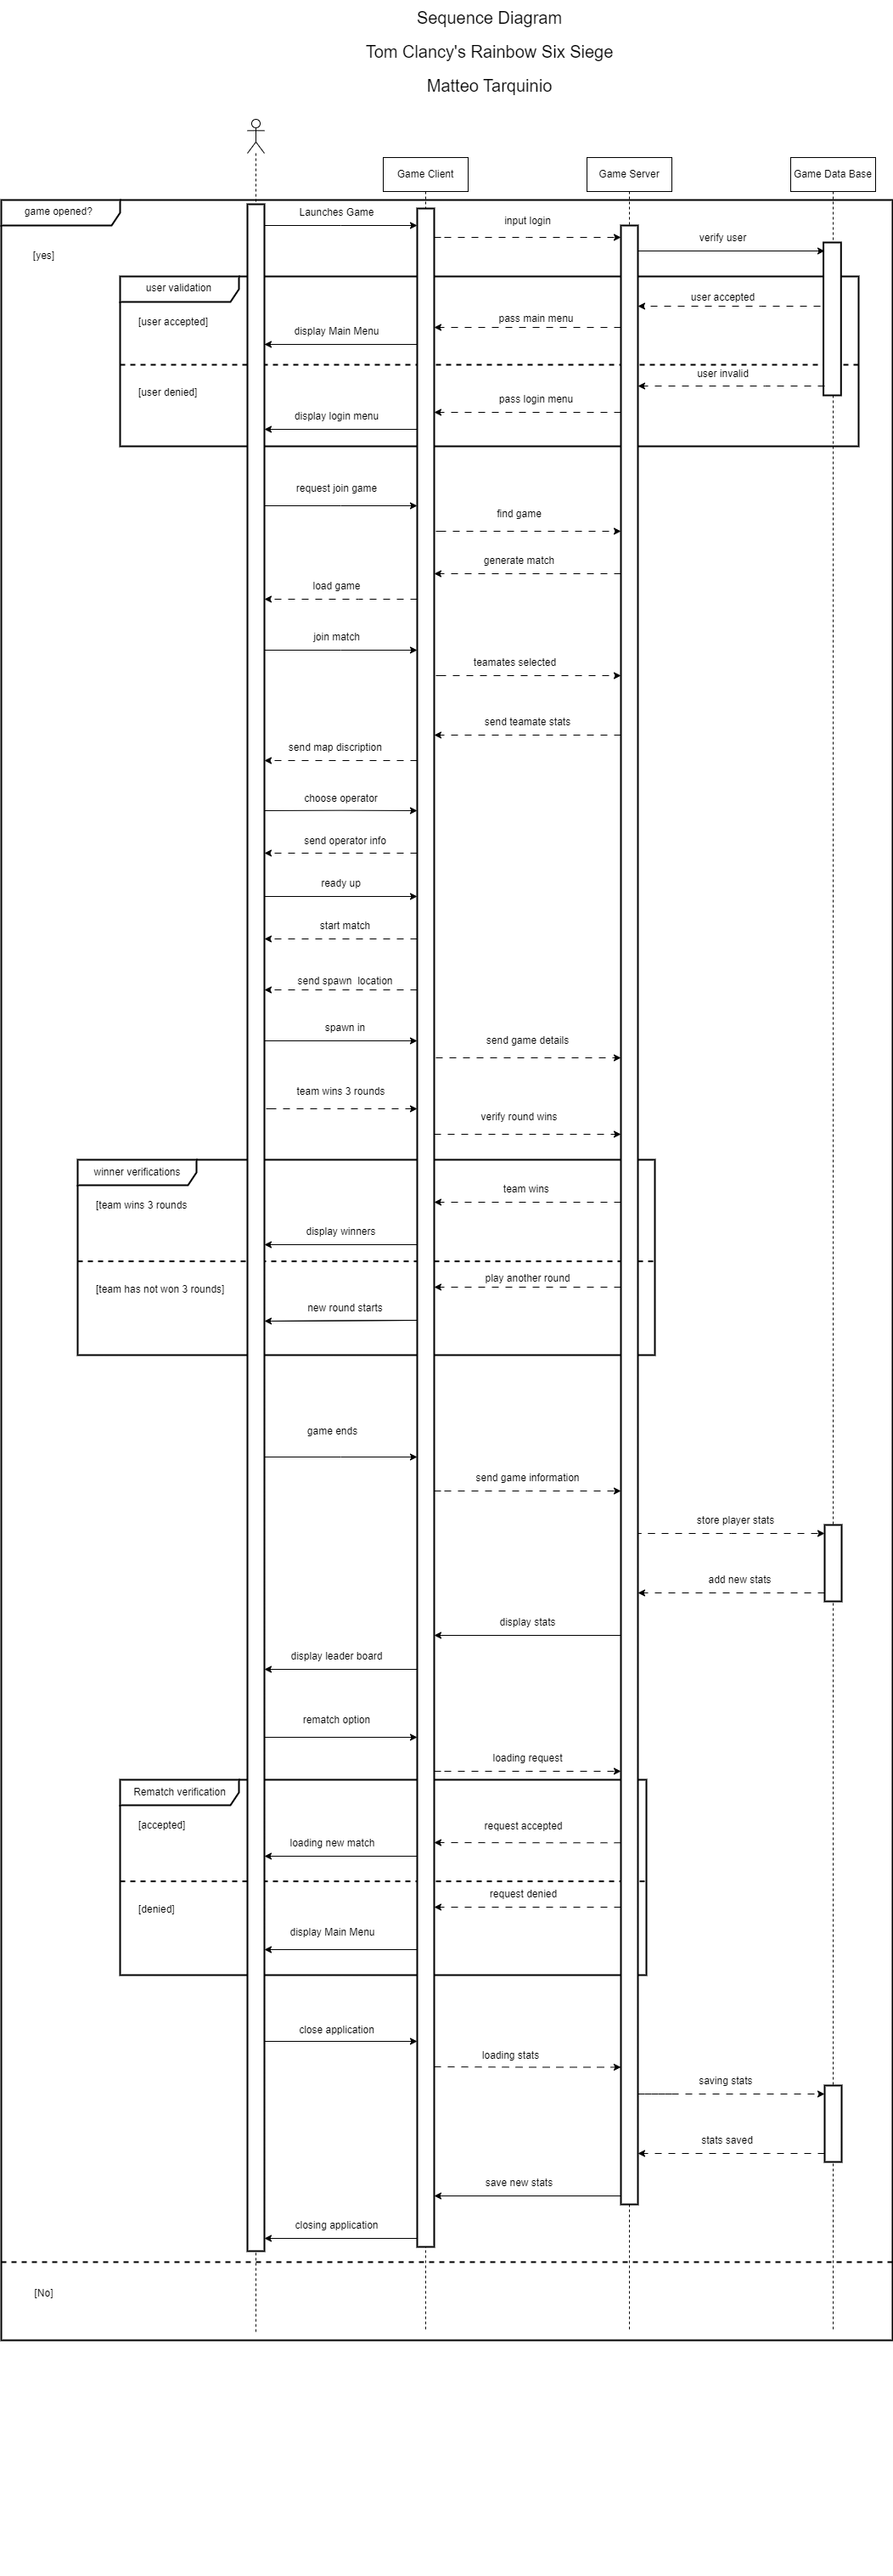 Sequence Diagram
Tom Clancy's Rainbow Six Siege
Matteo Tarquinio
Game Client
Game Server
Game Data Base
game opened?
Launches Game
input login
verify user
[yes]
user validation
user accepted
[user accepted]
pass main menu
display Main Menu
user invalid
[user denied]
pass login menu
display login menu
request join game
find game
generate match
load game
join match
teamates selected
send teamate stats
send map discription
choose operator
send operator info
ready up
start match
send spawn  location
spawn in
send game details
team wins 3 rounds
verify round wins
winner verifications
team wins
[team wins 3 rounds
display winners
play another round
[team has not won 3 rounds]
new round starts
game ends
send game information
store player stats
add new stats
display stats
display leader board
rematch option
loading request
Rematch verification
[accepted]
request accepted
loading new match
request denied
[denied]
display Main Menu
close application
loading stats
saving stats
stats saved
save new stats
closing application
[No]